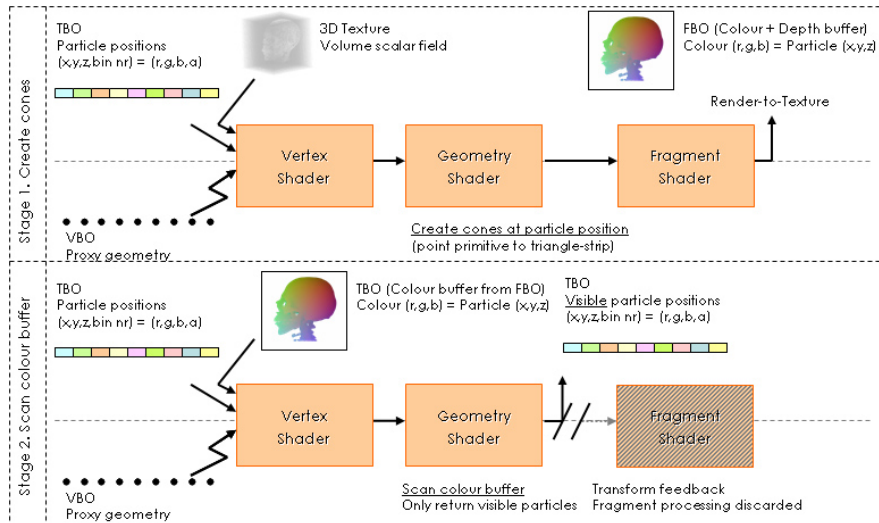 Stage 1. Create cones
TBO
Particle positions
(x,y,z,bin nr) = (r,g,b,a)
3D Texture
Volume scalar field
FBO (Colour + Depth buffer)
Colour (r,g,b) = Particle (x,y,z)
Render-to-Texture
Vertex
Shader
Geometry
Shader
Fragment
Shader
VBO
Proxy geometry
Create cones at particle position
(point primitive to triangle-strip)
Stage 2. Scan colour buffer
TBO
Particle positions
(x,y,z,bin nr) = (r,g,b,a)
TBO (Colour buffer from FBO)
Colour (r,g,b) = Particle (x,y,z)
TBO
Visible particle positions
(x,y,z,bin nr) = (r,g,b,a)
Vertex
Shader
Geometry
Shader
Fragment
Shader
VBO
Proxy geometry
Scan colour buffer
Only return visible particles
Transform feedback
Fragment processing discarded